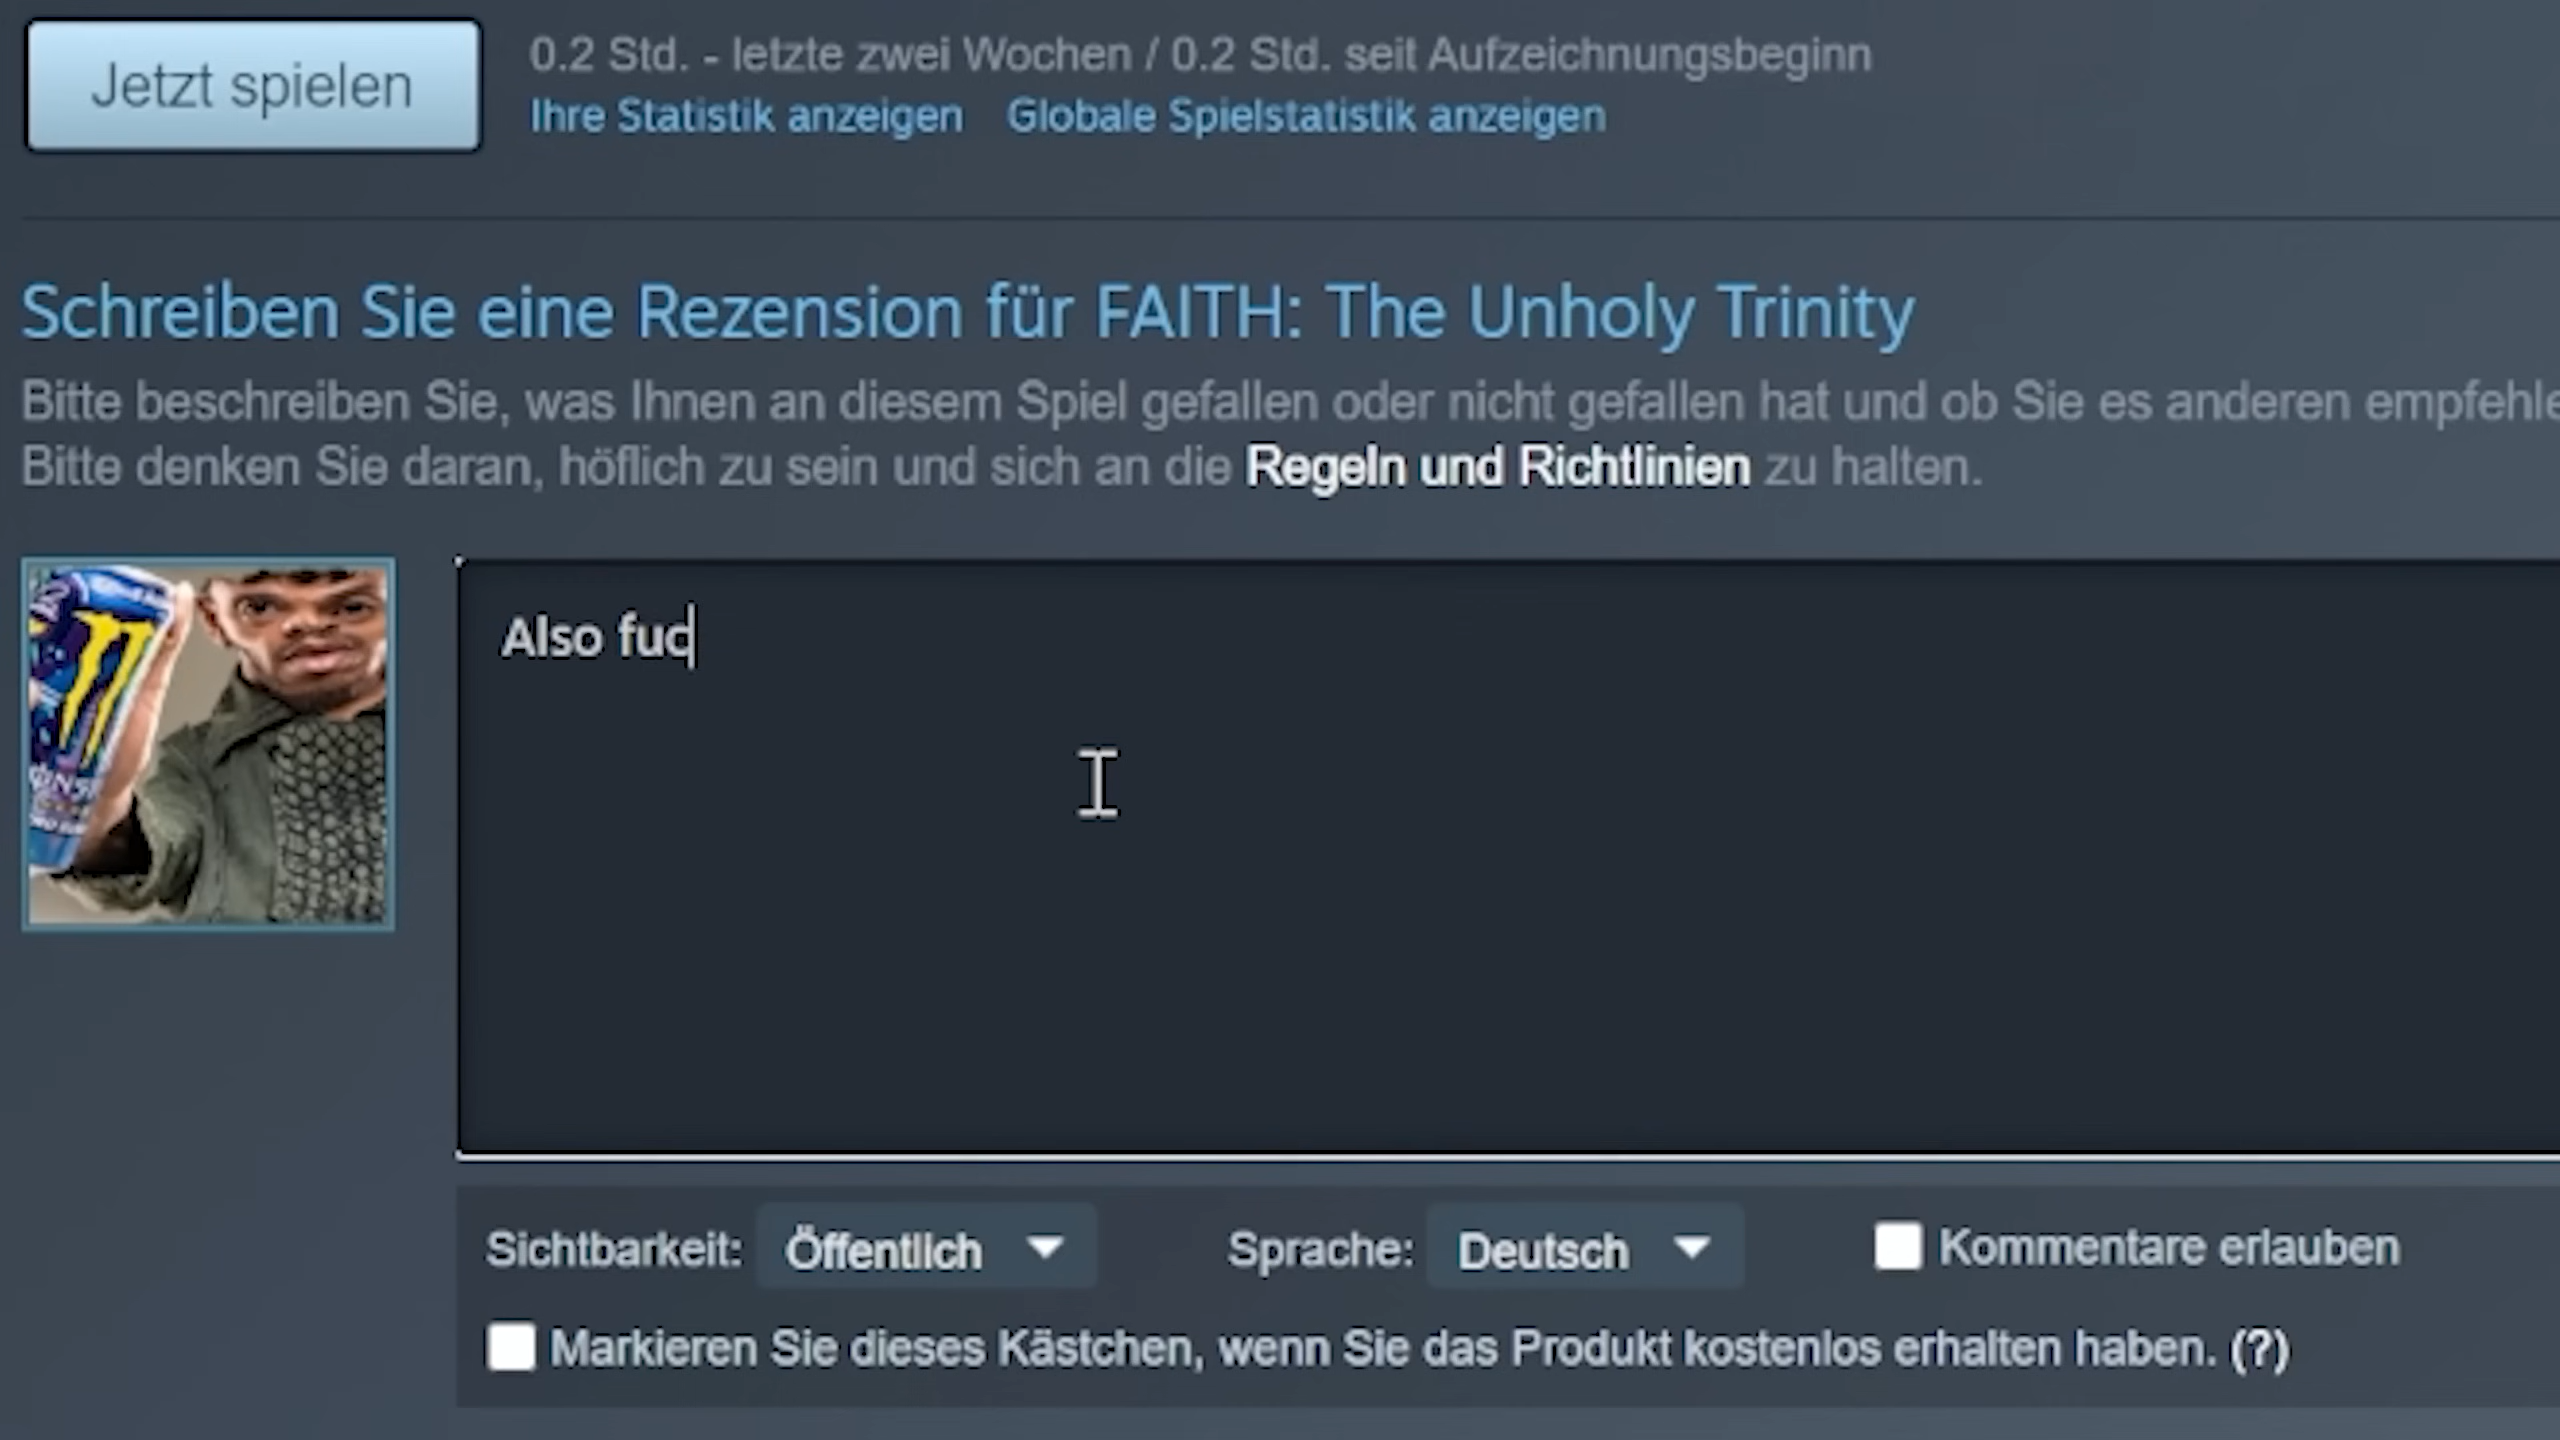 Jetzt spielen
0.2 Std. - letzte zwei Wochen / 0.2 Std. seit Aufzeichnungsbeginn
Ihre Statistik anzeigen Globale Spielstatistik anzeigen
Schreiben Sie eine Rezension für FAITH: The Unholy Trinity
Bitte beschreiben Sie, was Ihnen an diesem Spiel gefallen oder nicht gefallen hat und ob Sie es anderen empfehle
Bitte denken Sie daran, höflich zu sein und sich an die Regeln und Richtlinien zu halten.
Also fuc
Sichtbarkeit: Öffentlich Sprache: Deutsch Kommentare erlauben
Markieren Sie dieses Kästchen, wenn Sie das Produkt kostenlos erhalten haben. (?)